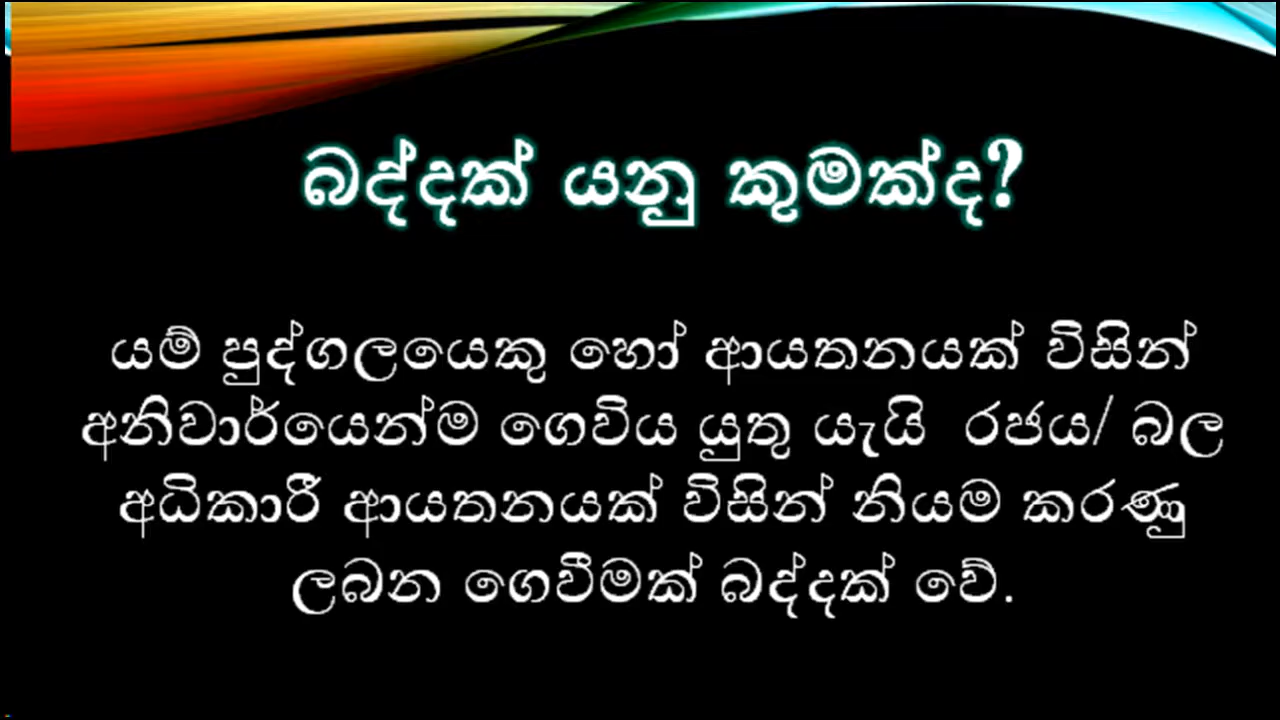 බද්දක් යනු කුමක්ද?
යම් පුද්ගලයෙකු හෝ ආයතනයක් විසින්
අනිවාර්යෙන්ම ගෙවිය යුතු යැයි රජය/ බල
අධිකාරී ආයතනයක් විසින් නියම කරණු
ලබන ගෙවීමක් බද්දක් වේ.